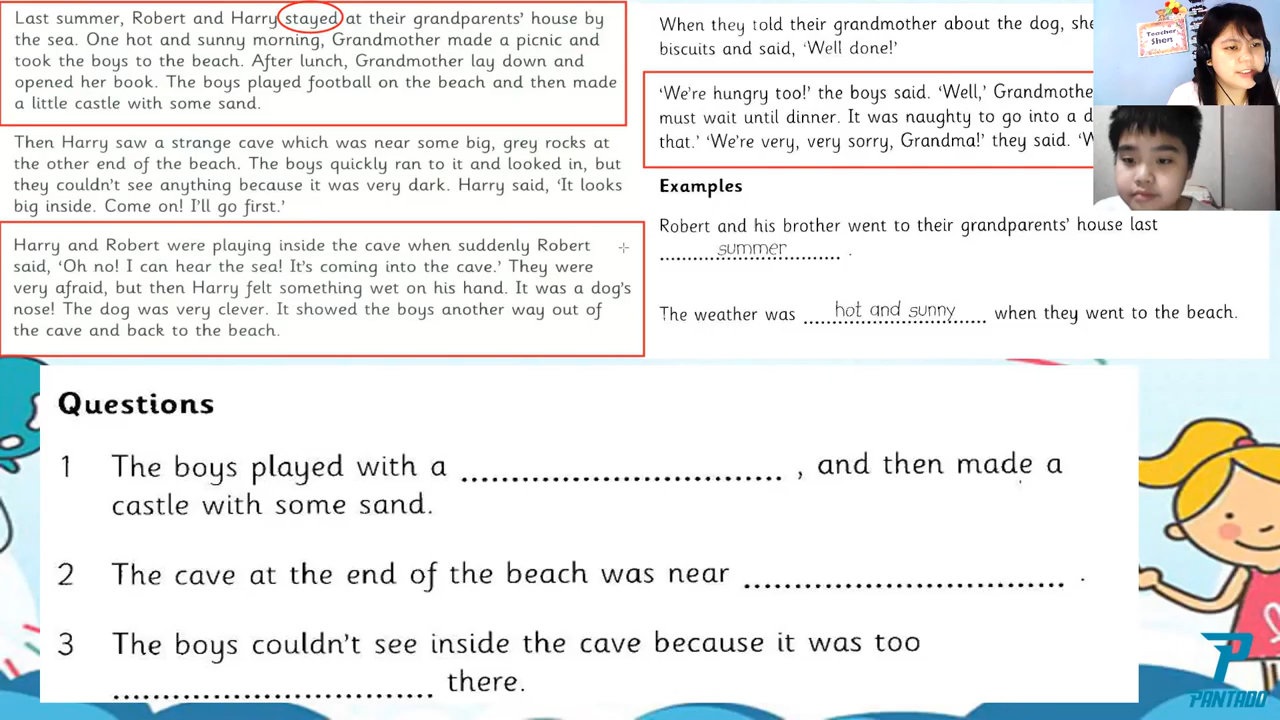 Last summer, Robert and Harry stayed at their grandparents' house by
the sea. One hot and sunny morning, Grandmother made a picnic and
took the boys to the beach. After lunch, Grandmother lay down and
opened her book. The boys played football on the beach and then made
a little castle with some sand.
Then Harry saw a strange cave which was near some big, grey rocks at
the other end of the beach. The boys quickly ran to it and looked in, but
they couldn't see anything because it was very dark. Harry said, 'It looks
big inside. Come on! I'll go first.'
Harry and Robert were playing inside the cave when suddenly Robert
said, 'Oh no! I can hear the sea! It's coming into the cave.' They were
very afraid, but then Harry felt something wet on his hand. It was a dog's
nose! The dog was very clever. It showed the boys another way out of
the cave and back to the beach.
When they told their grandmother about the dog, she
biscuits and said, 'Well done!'
'We're hungry too!' the boys said. 'Well,' Grandmothe
must wait until dinner. It was naughty to go into a d
that.' 'We're very, very sorry, Grandma!' they said. 'W
Examples
Robert and his brother went to their grandparents' house last
summer .
The weather was hot and sunny when they went to the beach.
Teacher
Shen
Questions
1 The boys played with a , and then made a
castle with some sand.
2 The cave at the end of the beach was near .
3 The boys couldn't see inside the cave because it was too
there.
PANTADO